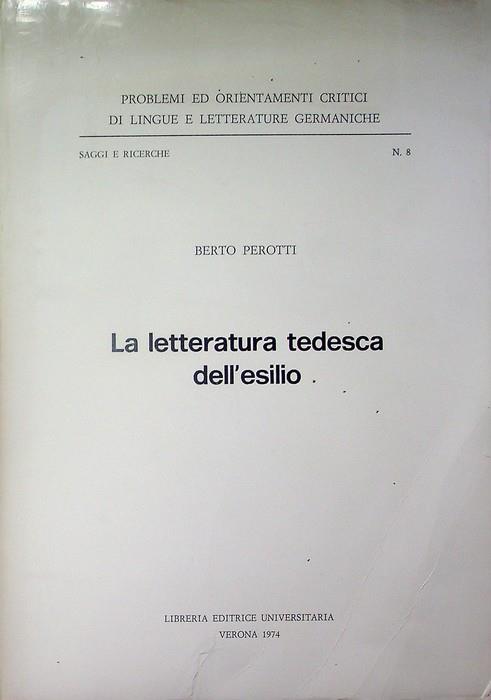 PROBLEMI ED ORIENTAMENTI CRITICI
DI LINGUE E LETTERATURE GERMANICHE
SAGGI E RICERCHE N. 8
BERTO PEROTTI
La letteratura tedesca
dell'esilio
LIBRERIA EDITRICE UNIVERSITARIA
VERONA 1974